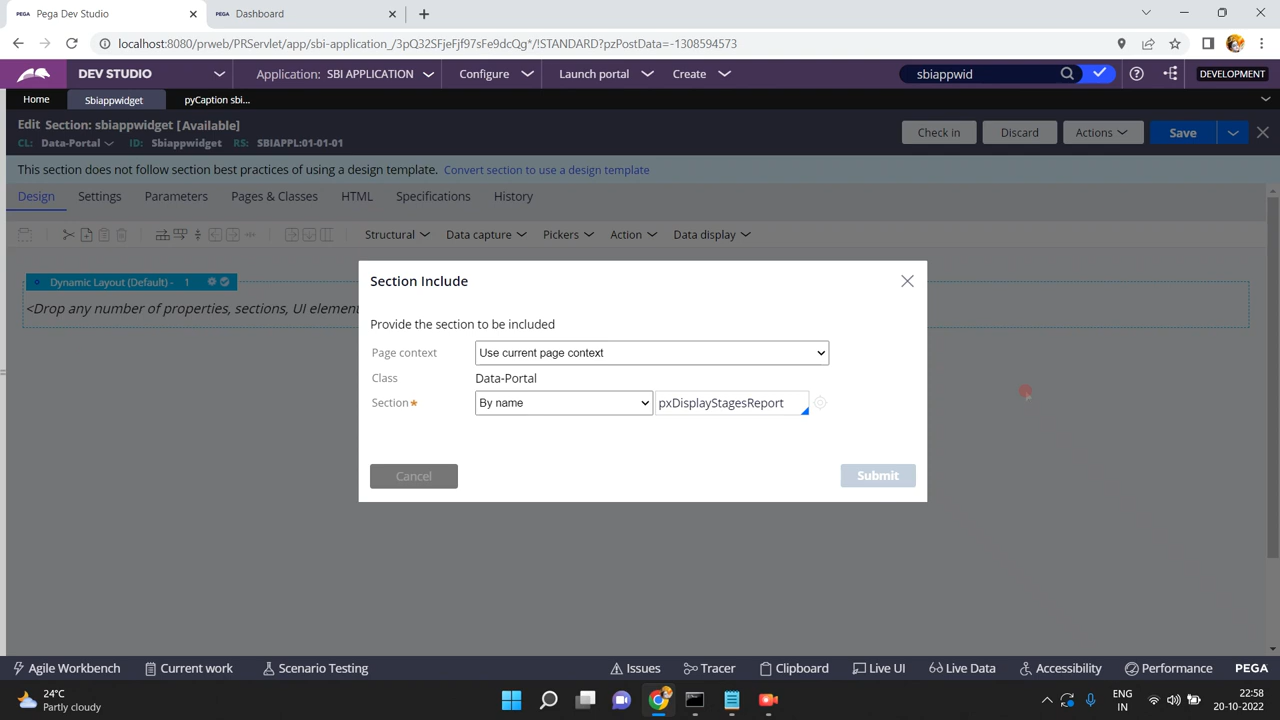 PEGA Pega Dev Studio
PEGA Dashboard
localhost:8080/prweb/PRServlet/app/sbi-application_/3pQ32SFjeFjf97sFe9dcQg*/!STANDARD?pzPostData=-1308594573
DEV STUDIO Application: SBI APPLICATION Configure Launch portal Create sbiappwid DEVELOPMENT
Home Sbiappwidget pyCaption sbi...
Edit Section: sbiappwidget [Available]
CL: Data-Portal ID: Sbiappwidget RS: SBIAPPL:01-01-01
Check in Discard Actions Save
This section does not follow section best practices of using a design template. Convert section to use a design template
Design Settings Parameters Pages & Classes HTML Specifications History
Structural Data capture Pickers Action Data display
Dynamic Layout (Default) - 1
<Drop any number of properties, sections, UI element
Section Include
Provide the section to be included
Page context Use current page context
Class Data-Portal
Section* By name pxDisplayStagesReport
Cancel Submit
Agile Workbench Current work Scenario Testing Issues Tracer Clipboard Live UI Live Data Accessibility Performance PEGA
24°C
Partly cloudy
ENG
IN
22:58
20-10-2022